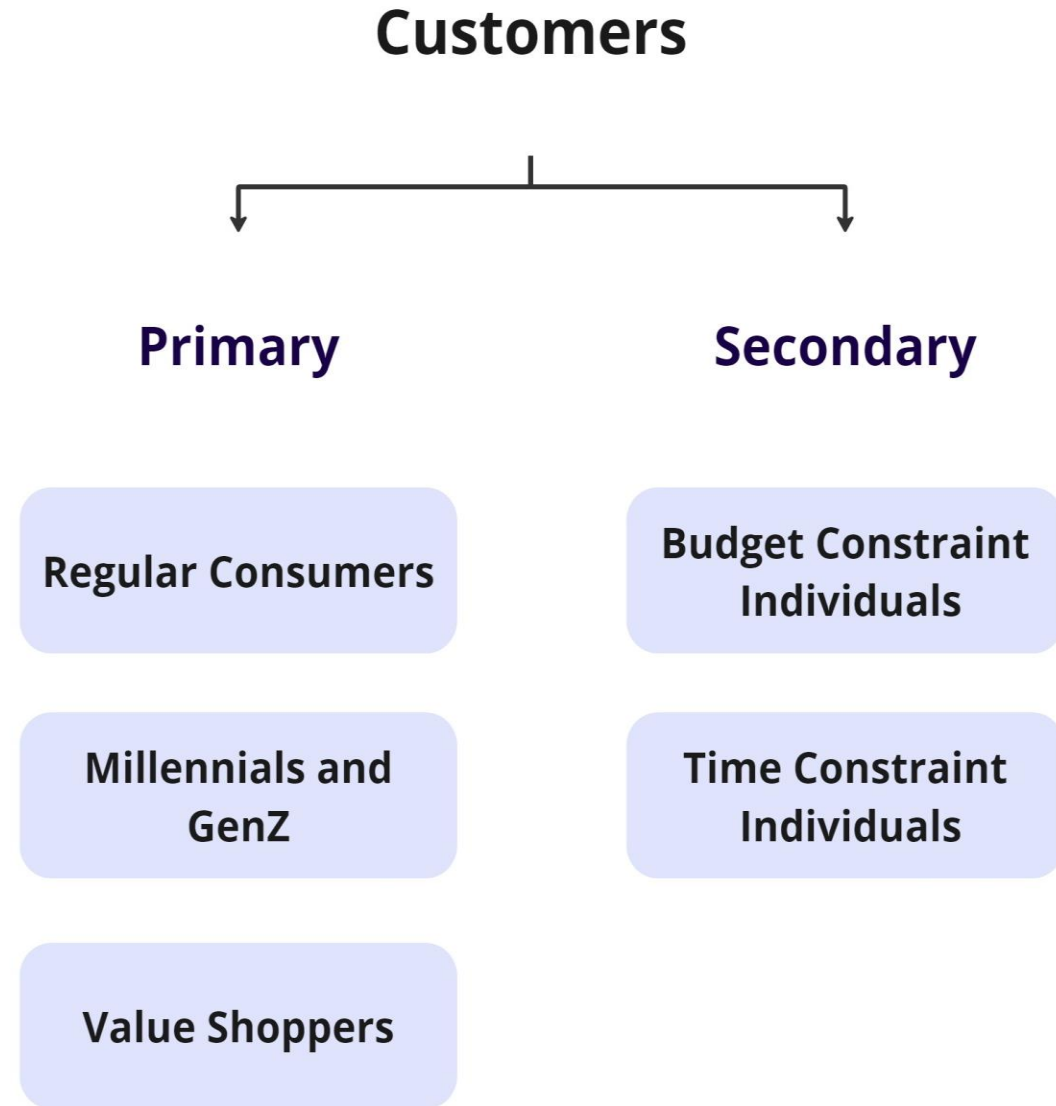 Customers
Primary
Secondary
Regular Consumers
Budget Constraint
Individuals
Millennials and
GenZ
Time Constraint
Individuals
Value Shoppers